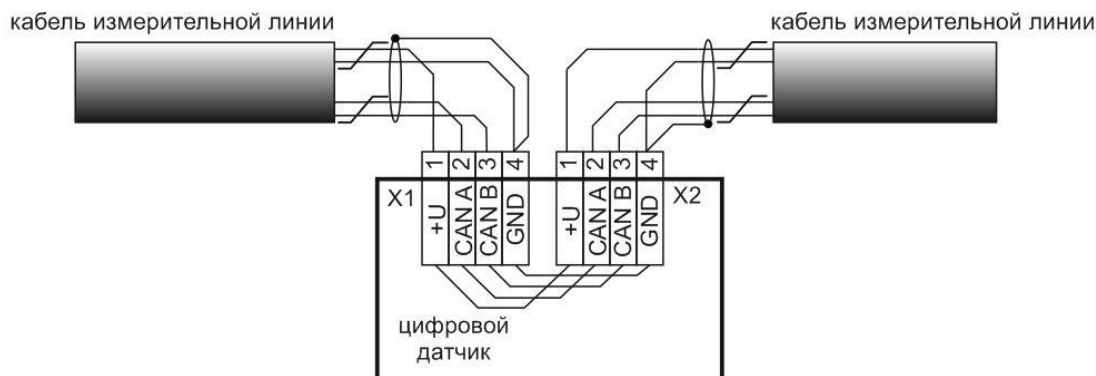 кабель измерительной линии
кабель измерительной линии
1 2 3 4
1 2 3 4
X1
+U
CAN A
CAN B
GND
+U
CAN A
CAN B
GND
X2
цифровой
датчик